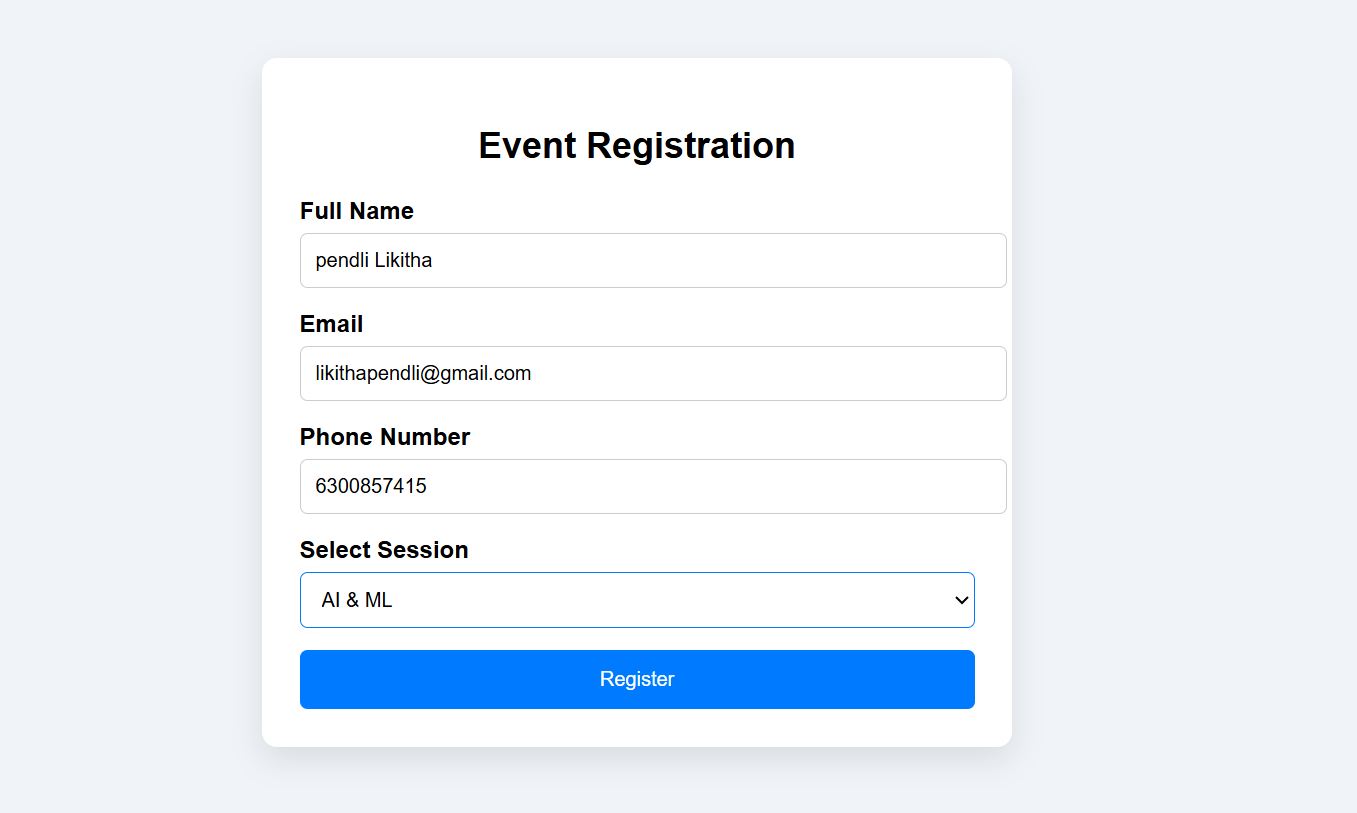 Event Registration
Full Name
pendli Likitha
Email
likithapendli@gmail.com
Phone Number
6300857415
Select Session
AI & ML
Register